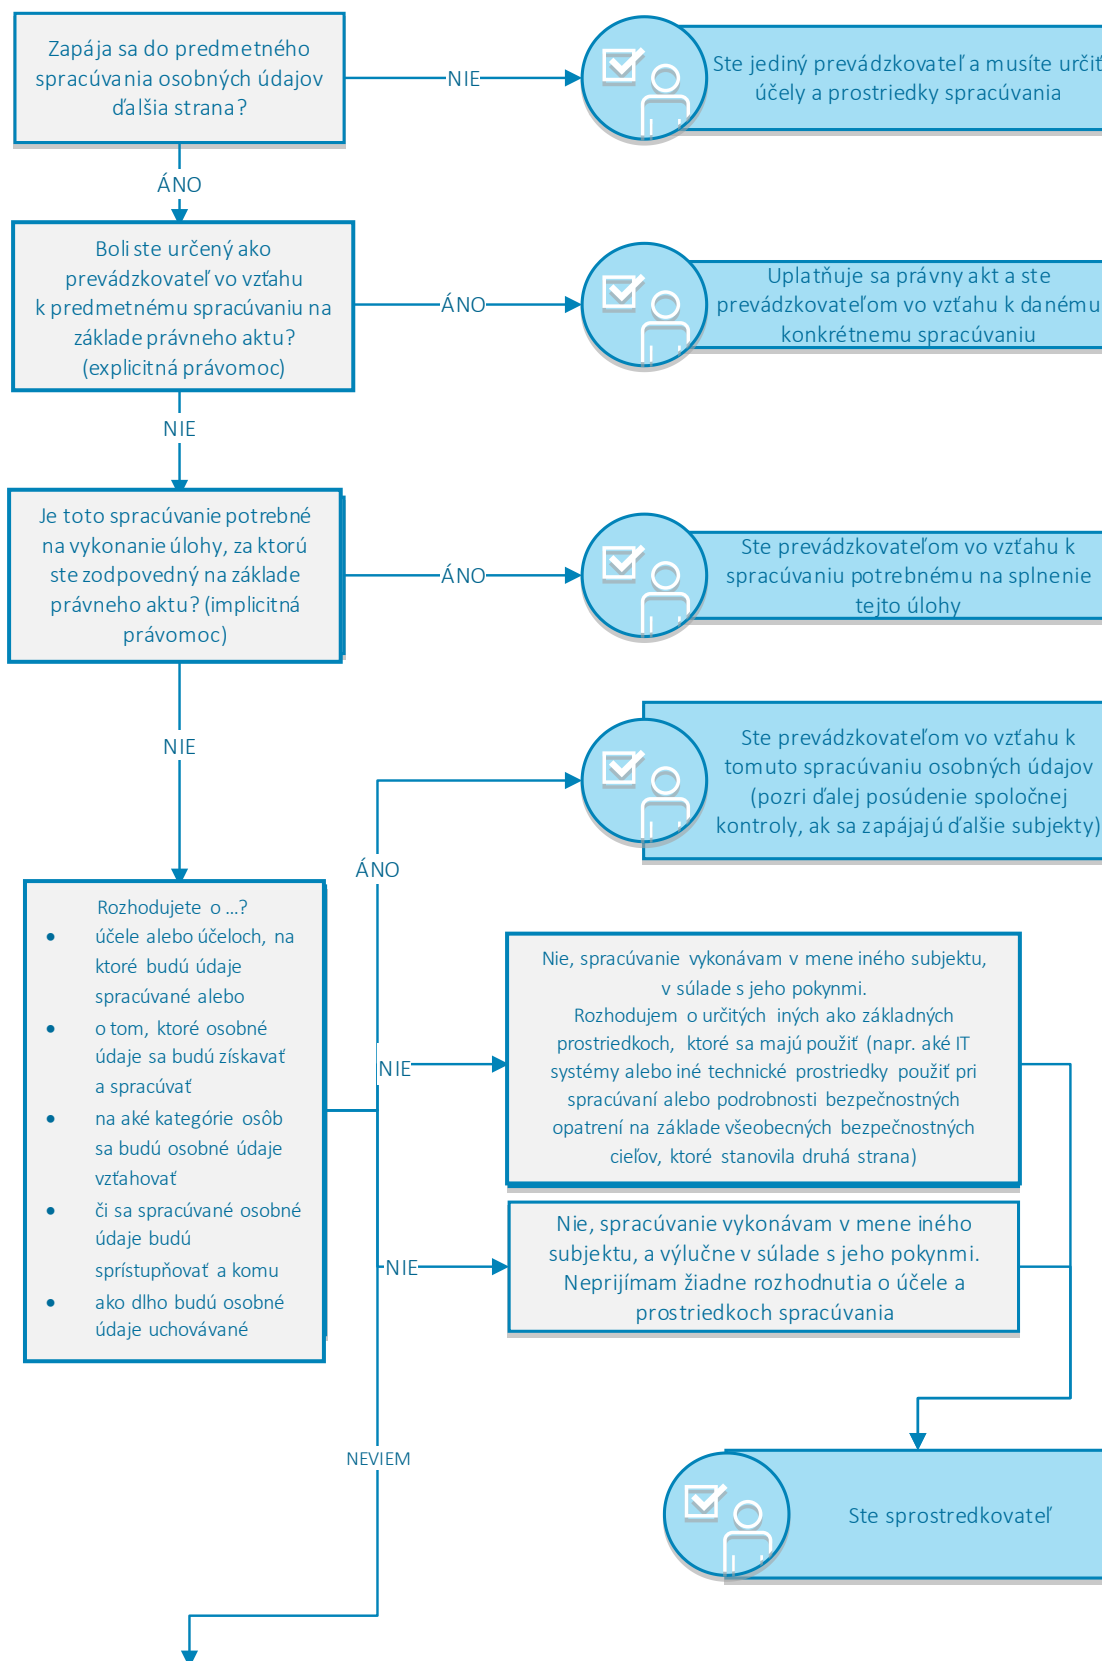 Zapája sa do predmetného
spracúvania osobných údajov
ďalšia strana?
NIE
Ste jediný prevádzkovateľ a musíte určiť
účely a prostriedky spracúvania
ÁNO
Boli ste určený ako
prevádzkovateľ vo vzťahu
k predmetnému spracúvaniu na
základe právneho aktu?
(explicitná právomoc)
ÁNO
Uplatňuje sa právny akt a ste
prevádzkovateľom vo vzťahu k danému
konkrétnemu spracúvaniu
NIE
Je toto spracúvanie potrebné
na vykonanie úlohy, za ktorú
ste zodpovedný na základe
právneho aktu? (implicitná
právomoc)
ÁNO
Ste prevádzkovateľom vo vzťahu k
spracúvaniu potrebnému na splnenie
tejto úlohy
NIE
Ste prevádzkovateľom vo vzťahu k
tomuto spracúvaniu osobných údajov
(pozri ďalej posúdenie spoločnej
kontroly, ak sa zapájajú ďalšie subjekty)
ÁNO
Rozhodujete o ...?
• účele alebo účeloch, na
ktoré budú údaje
spracúvané alebo
• o tom, ktoré osobné
údaje sa budú získavať
a spracúvať
• na aké kategórie osôb
sa budú osobné údaje
vzťahovať
• či sa spracúvané osobné
údaje budú
sprístupňovať a komu
• ako dlho budú osobné
údaje uchovávané
NIE
Nie, spracúvanie vykonávam v mene iného subjektu,
v súlade s jeho pokynmi.
Rozhodujem o určitých iných ako základných
prostriedkoch, ktoré sa majú použiť (napr. aké IT
systémy alebo iné technické prostriedky použiť pri
spracúvaní alebo podrobnosti bezpečnostných
opatrení na základe všeobecných bezpečnostných
cieľov, ktoré stanovila druhá strana)
NIE
Nie, spracúvanie vykonávam v mene iného
subjektu, a výlučne v súlade s jeho pokynmi.
Neprijímam žiadne rozhodnutia o účele a
prostriedkoch spracúvania
NEVIEM
Ste sprostredkovateľ